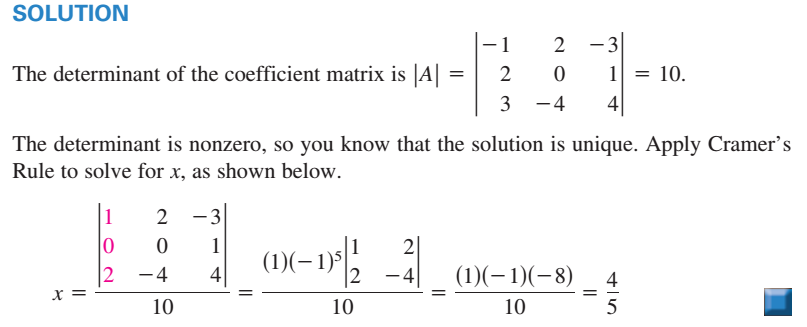 SOLUTION
The determinant of the coefficient matrix is |A| = |−1 2 −3; 2 0 1; 3 −4 4| = 10.
The determinant is nonzero, so you know that the solution is unique. Apply Cramer's
Rule to solve for x, as shown below.
x = |1 2 −3; 0 0 1; 2 −4 4| / 10 = (1)(−1)⁵|1 2; 2 −4| / 10 = (1)(−1)(−8) / 10 = 4/5